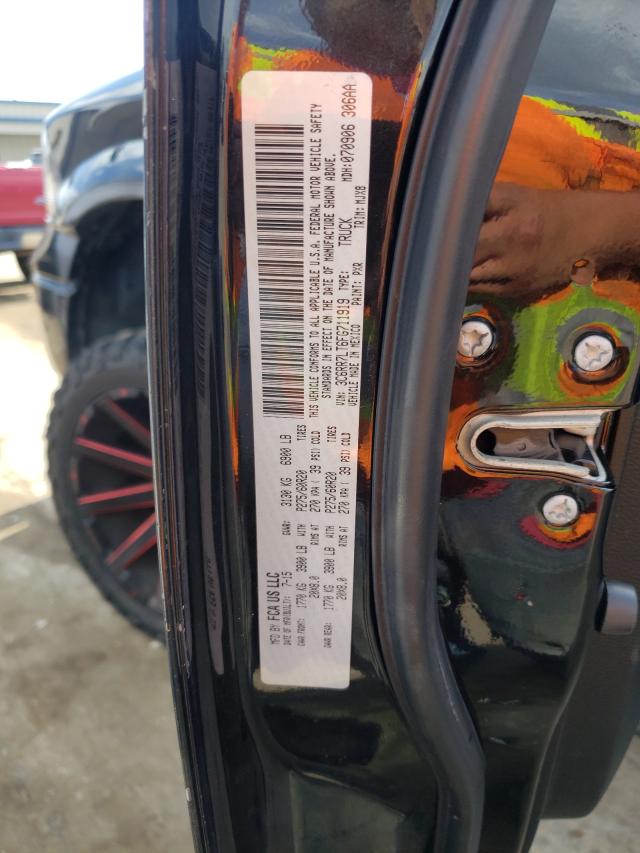 MFD BY: FCA US LLC
DATE OF MFR(BUILT): 7-15 GVWR: 3130 KG 6900 LB
GAWR FRONT: 1770 KG 3900 LB WITH P275/60R20 TIRES
20X8.0 RIMS AT 270 KPA ( 39 PSI) COLD
GAWR REAR: 1770 KG 3900 LB WITH P275/60R20 TIRES
20X8.0 RIMS AT 270 KPA ( 39 PSI) COLD
THIS VEHICLE CONFORMS TO ALL APPLICABLE U.S.A. FEDERAL MOTOR VEHICLE SAFETY
STANDARDS IN EFFECT ON THE DATE OF MANUFACTURE SHOWN ABOVE.
VIN: 3C6RR7LT6FG711919 TYPE: TRUCK MDH: 070906 306AA
VEHICLE MADE IN MEXICO PAINT: PXR TRIM: MJX8